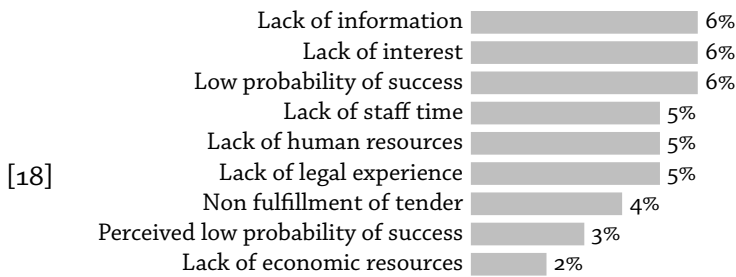 Lack of information 6%
Lack of interest 6%
Low probability of success 6%
Lack of staff time 5%
Lack of human resources 5%
[18] Lack of legal experience 5%
Non fulfillment of tender 4%
Perceived low probability of success 3%
Lack of economic resources 2%